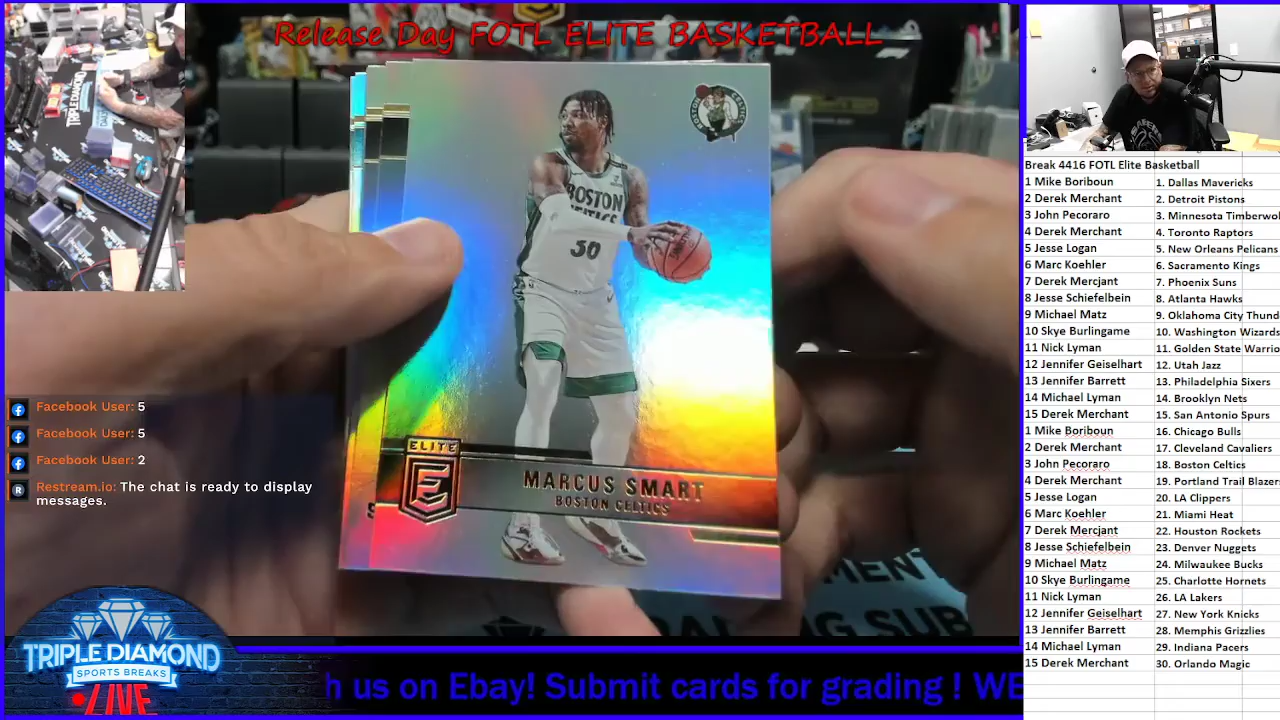 Release Day FOTL ELITE BASKETBALL
BOSTON
CELTICS
BOSTON
CELTICS
36
ELITE
E
MARCUS SMART
BOSTON CELTICS
Facebook User: 5
Facebook User: 5
Facebook User: 2
Restream.io: The chat is ready to display
messages.
TRIPLE DIAMOND
SPORTS BREAKS
LIVE
h us on Ebay! Submit cards for grading ! WE
Break 4416 FOTL Elite Basketball
1 Mike Boriboun 1. Dallas Mavericks
2 Derek Merchant 2. Detroit Pistons
3 John Pecoraro 3. Minnesota Timberwo
4 Derek Merchant 4. Toronto Raptors
5 Jesse Logan 5. New Orleans Pelicans
6 Marc Koehler 6. Sacramento Kings
7 Derek Mercjant 7. Phoenix Suns
8 Jesse Schiefelbein 8. Atlanta Hawks
9 Michael Matz 9. Oklahoma City Thund
10 Skye Burlingame 10. Washington Wizards
11 Nick Lyman 11. Golden State Warrio
12 Jennifer Geiselhart 12. Utah Jazz
13 Jennifer Barrett 13. Philadelphia Sixers
14 Michael Lyman 14. Brooklyn Nets
15 Derek Merchant 15. San Antonio Spurs
1 Mike Boriboun 16. Chicago Bulls
2 Derek Merchant 17. Cleveland Cavaliers
3 John Pecoraro 18. Boston Celtics
4 Derek Merchant 19. Portland Trail Blazer
5 Jesse Logan 20. LA Clippers
6 Marc Koehler 21. Miami Heat
7 Derek Mercjant 22. Houston Rockets
8 Jesse Schiefelbein 23. Denver Nuggets
9 Michael Matz 24. Milwaukee Bucks
10 Skye Burlingame 25. Charlotte Hornets
11 Nick Lyman 26. LA Lakers
12 Jennifer Geiselhart 27. New York Knicks
13 Jennifer Barrett 28. Memphis Grizzlies
14 Michael Lyman 29. Indiana Pacers
15 Derek Merchant 30. Orlando Magic